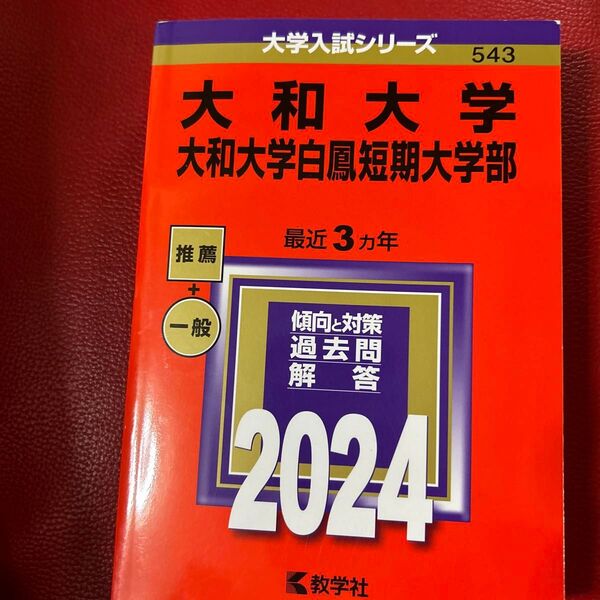 大学入試シリーズ
543
大和大学
大和大学白鳳短期大学部
最近3ヵ年
推薦
+
一般
傾向と対策
過去問
解答
2024
教学社